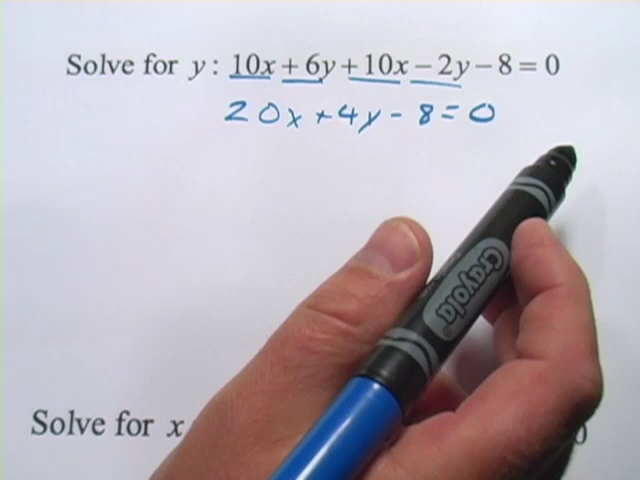 Solve for y: 10x + 6y + 10x − 2y − 8 = 0
20x + 4y - 8 = 0
Crayola
Solve for x